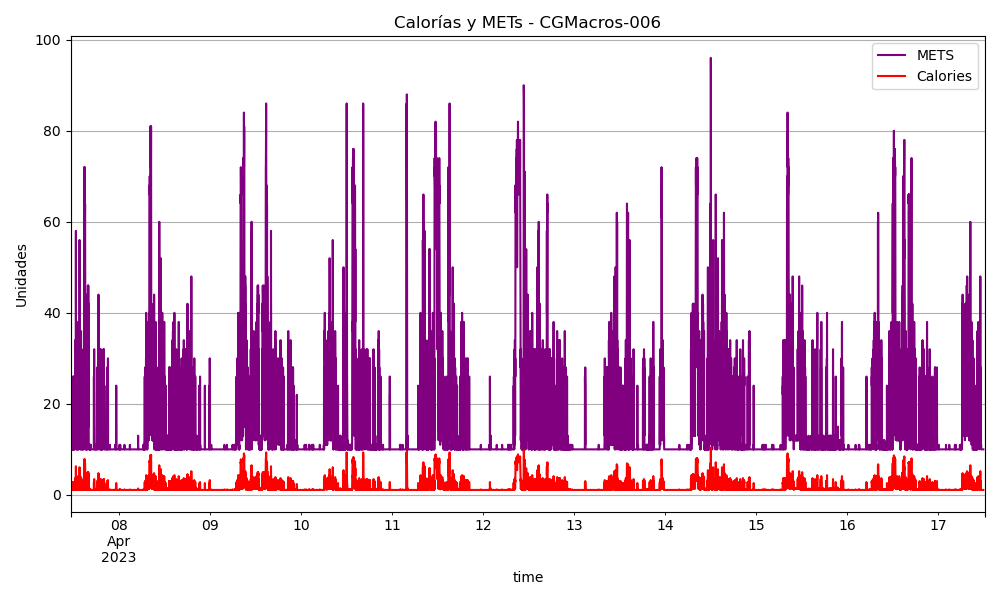 Calorías y METs - CGMacros-006
METS
Calories
100
80
60
40
20
0
Unidades
08 09 10 11 12 13 14 15 16 17
Apr
2023
time